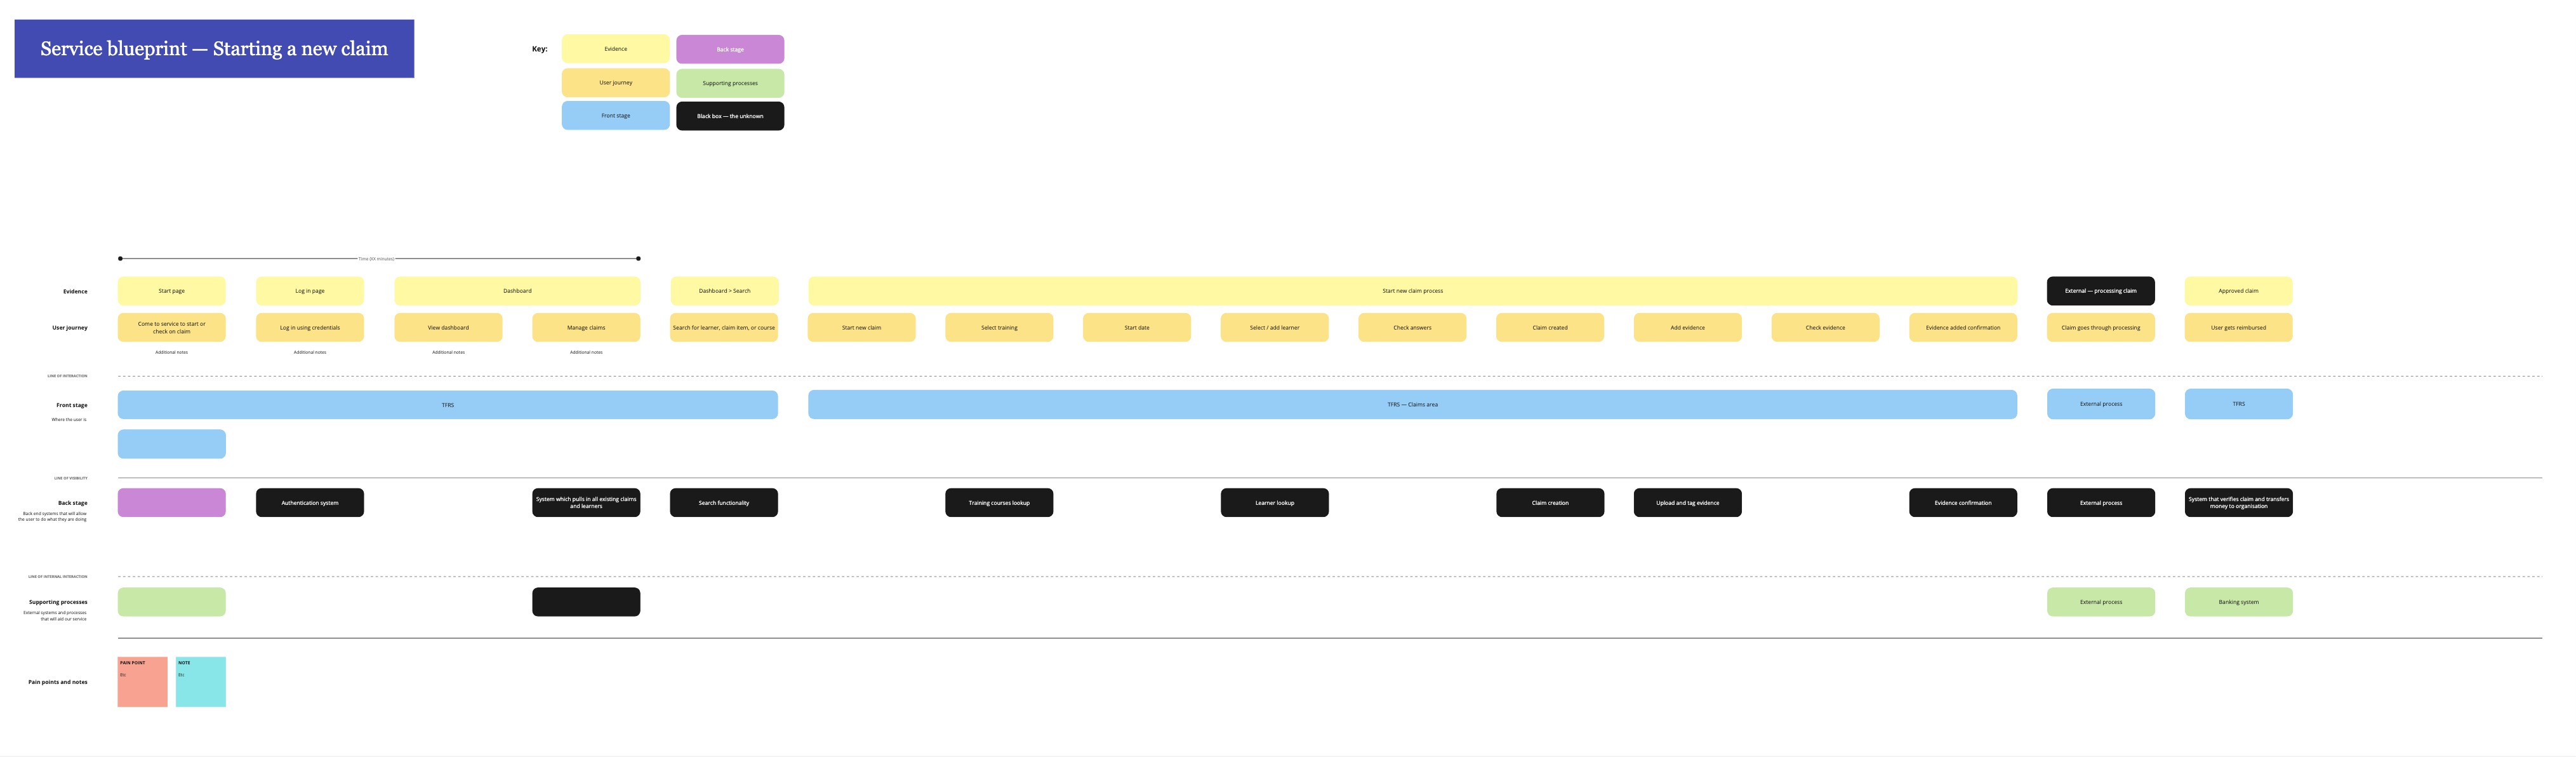 Service blueprint — Starting a new claim
Key:
Evidence
Back stage
User journey
Supporting processes
Front stage
Black box — the unknown
Time (XX minutes)
Evidence
Start page
Log in page
Dashboard
Dashboard > Search
Start new claim process
External — processing claim
Approved claim
User journey
Come to service to start or
check on claim
Log in using credentials
View dashboard
Manage claims
Search for learner, claim item, or course
Start new claim
Select training
Start date
Select / add learner
Check answers
Claim created
Add evidence
Check evidence
Evidence added confirmation
Claim goes through processing
User gets reimbursed
Additional notes
Additional notes
Additional notes
Additional notes
LINE OF INTERACTION
Front stage
Where the user is
TFRS
TFRS — Claims area
External process
TFRS
LINE OF VISIBILITY
Back stage
Back end systems that will allow
the user to do what they are doing
Authentication system
System which pulls in all existing claims
and learners
Search functionality
Training courses lookup
Learner lookup
Claim creation
Upload and tag evidence
Evidence confirmation
External process
System that verifies claim and transfers
money to organisation
LINE OF INTERNAL INTERACTION
Supporting processes
External systems and processes
that will aid our service
External process
Banking system
Pain points and notes
PAIN POINT
NOTE